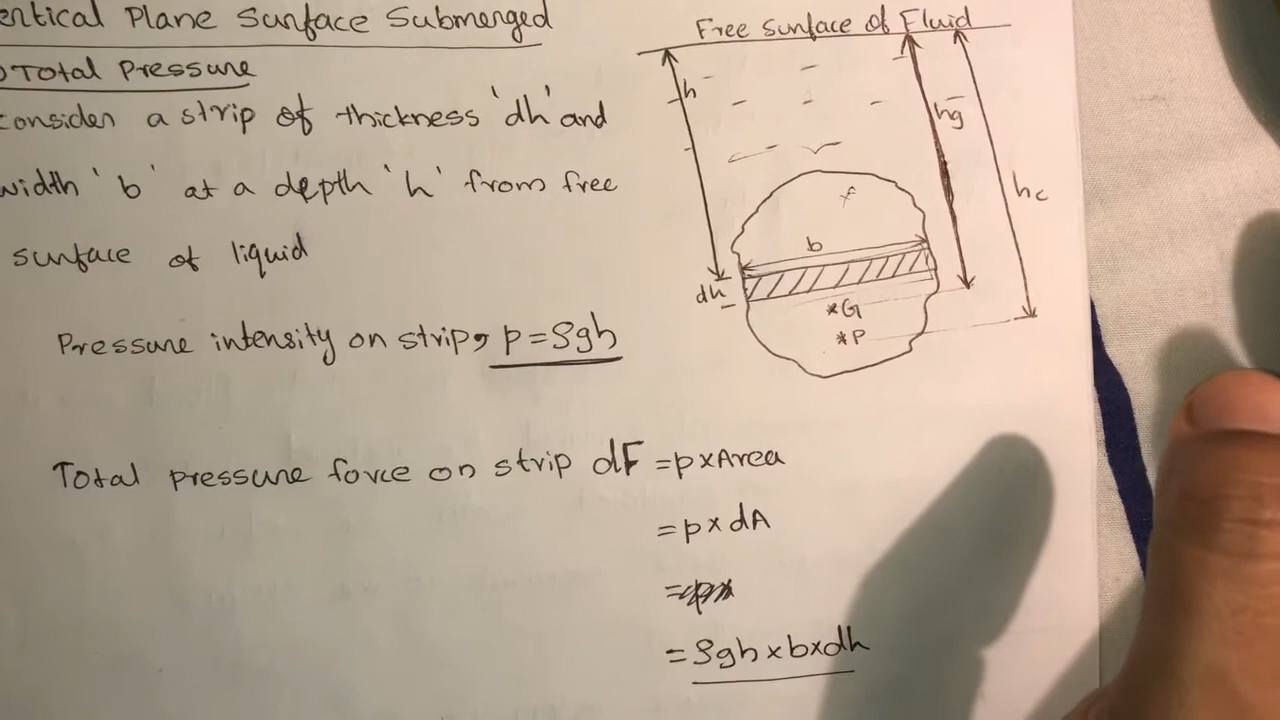 entical Plane Surface Submerged
Total Pressure
Consider a strip of thickness 'dh' and
width 'b' at a depth 'h' from free
surface of liquid
Pressure intensity on strip, p=ρgh
Total pressure force on strip dF =p×Area
=p×dA
=ρgh×b×dh
Free surface of Fluid
h
hg
hc
b
dh
*G
*P